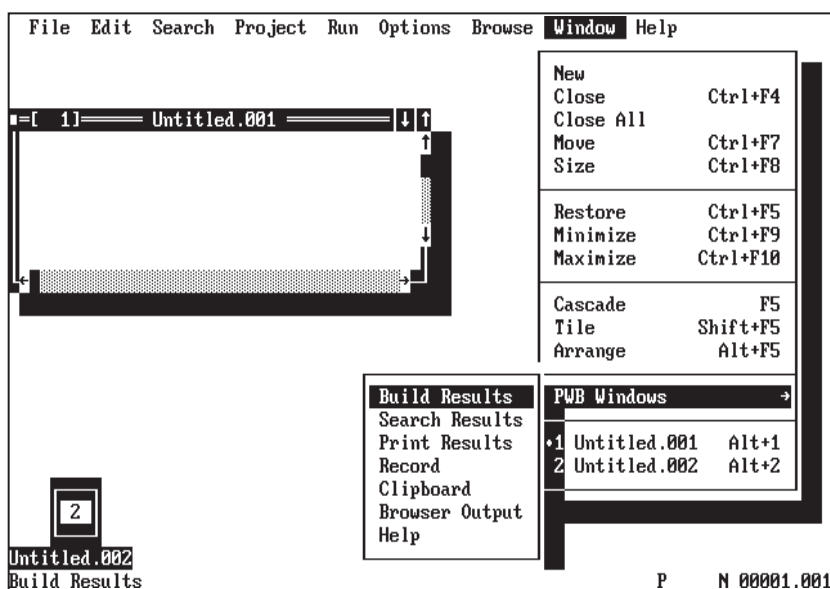 File Edit Search Project Run Options Browse Window Help
[ 1] Untitled.001
New
Close Ctrl+F4
Close All
Move Ctrl+F7
Size Ctrl+F8
Restore Ctrl+F5
Minimize Ctrl+F9
Maximize Ctrl+F10
Cascade F5
Tile Shift+F5
Arrange Alt+F5
PWB Windows →
•1 Untitled.001 Alt+1
2 Untitled.002 Alt+2
Build Results
Search Results
Print Results
Record
Clipboard
Browser Output
Help
2
Untitled.002
Build Results P N 00001.001